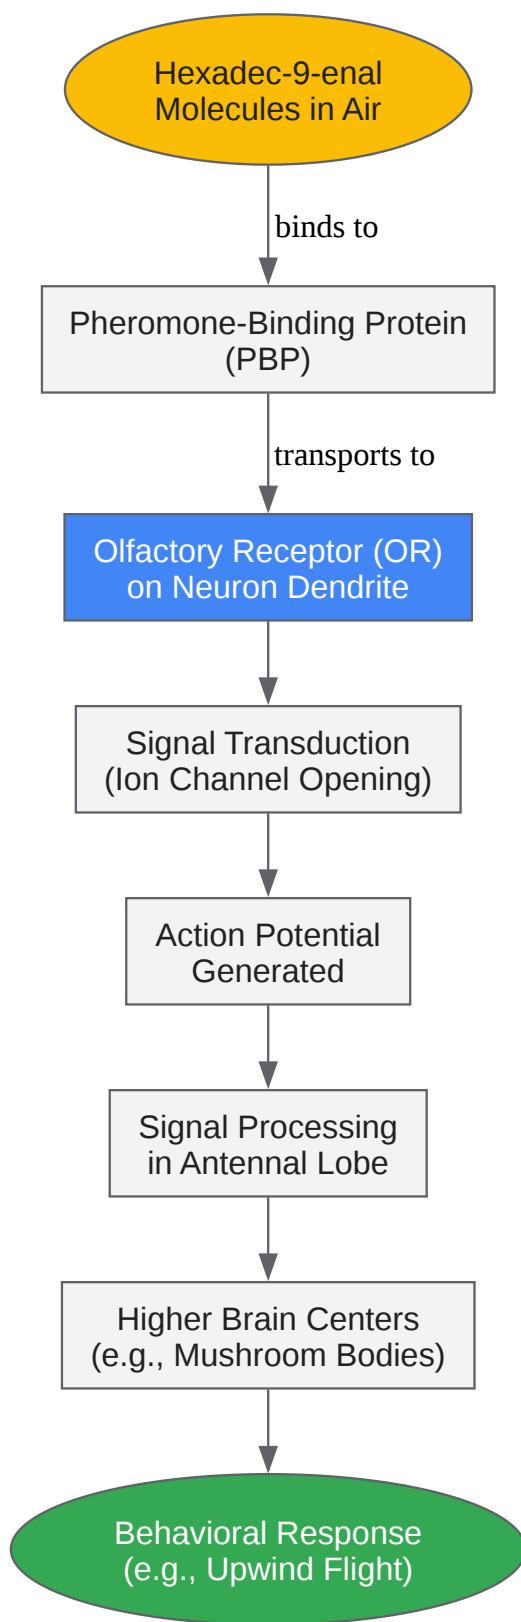 Hexadec-9-enal
Molecules in Air
binds to
Pheromone-Binding Protein
(PBP)
transports to
Olfactory Receptor (OR)
on Neuron Dendrite
Signal Transduction
(Ion Channel Opening)
Action Potential
Generated
Signal Processing
in Antennal Lobe
Higher Brain Centers
(e.g., Mushroom Bodies)
Behavioral Response
(e.g., Upwind Flight)